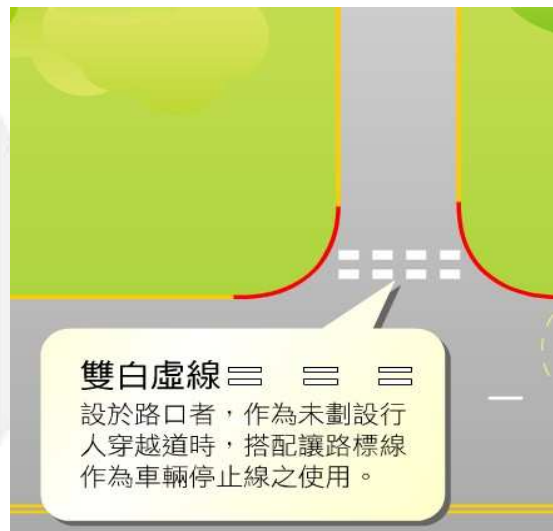 雙白虛線
設於路口者，作為未劃設行
人穿越道時，搭配讓路標線
作為車輛停止線之使用。